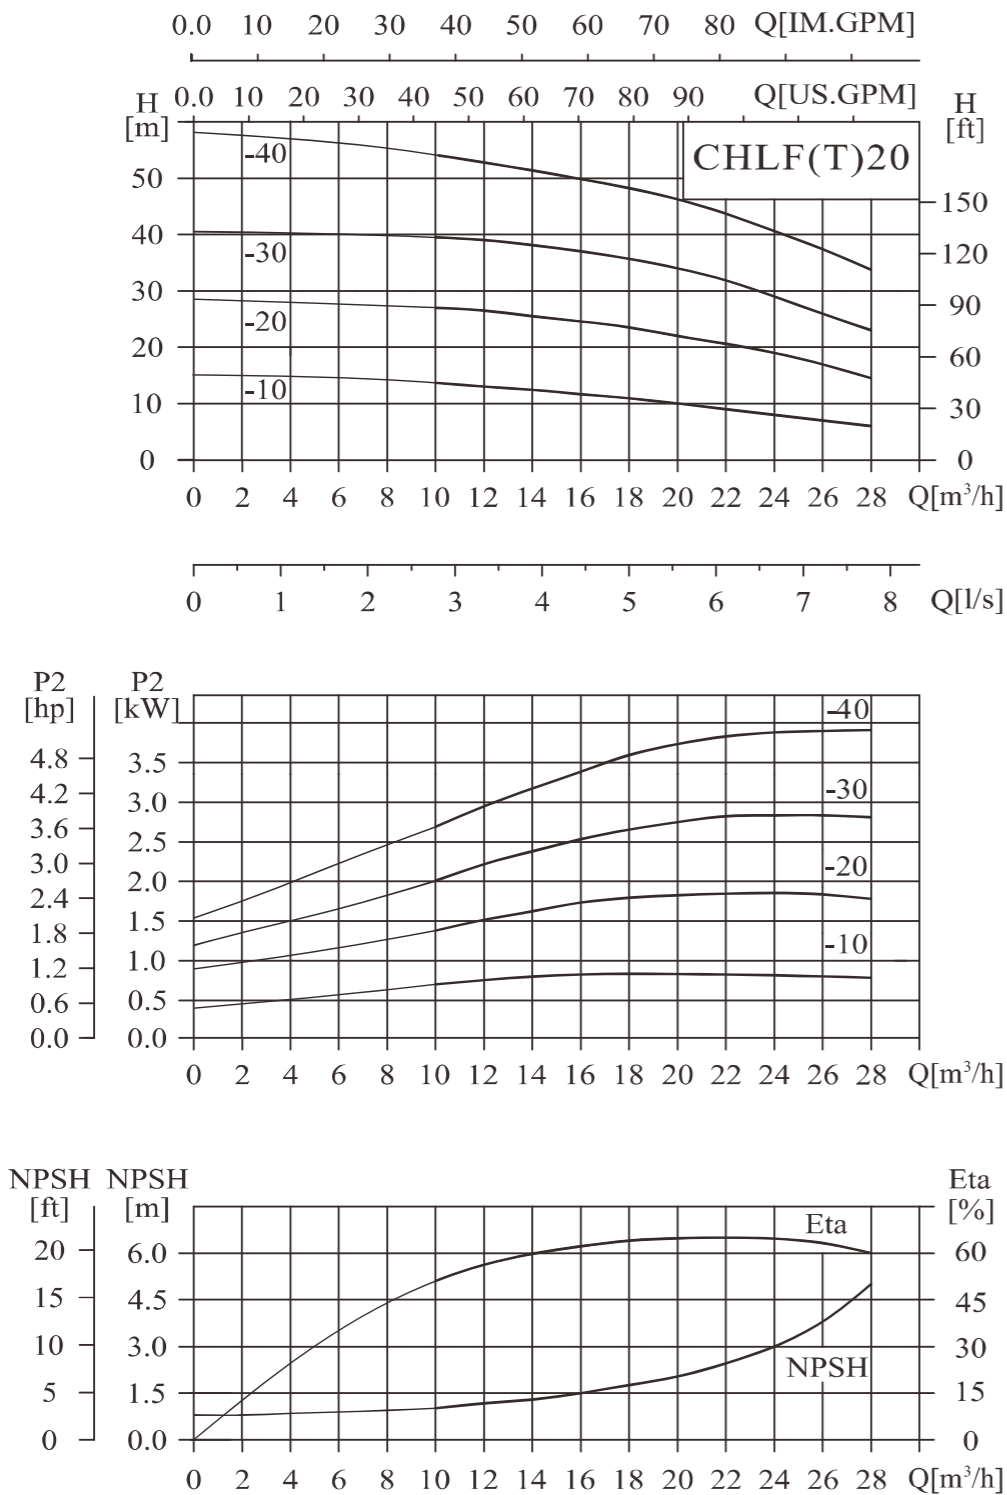 0.0 10 20 30 40 50 60 70 80 Q[IM.GPM]
H 0.0 10 20 30 40 50 60 70 80 90 Q[US.GPM] H
[m] [ft]
-40 CHLF(T)20
50 150
40 120
-30
30 90
-20
20 60
-10
10 30
0 0
0 2 4 6 8 10 12 14 16 18 20 22 24 26 28 Q[m³/h]
0 1 2 3 4 5 6 7 8 Q[l/s]
P2 P2
[hp] [kW]
-40
4.8 3.5
4.2 3.0 -30
3.6 2.5
3.0 2.0 -20
2.4 1.5
1.8 1.0 -10
1.2 0.5
0.6 0.0
0.0
0 2 4 6 8 10 12 14 16 18 20 22 24 26 28 Q[m³/h]
NPSH NPSH Eta
[ft] [m] [%]
Eta
20 6.0 60
15 4.5 45
10 3.0 30
NPSH
5 1.5 15
0 0.0 0
0 2 4 6 8 10 12 14 16 18 20 22 24 26 28 Q[m³/h]